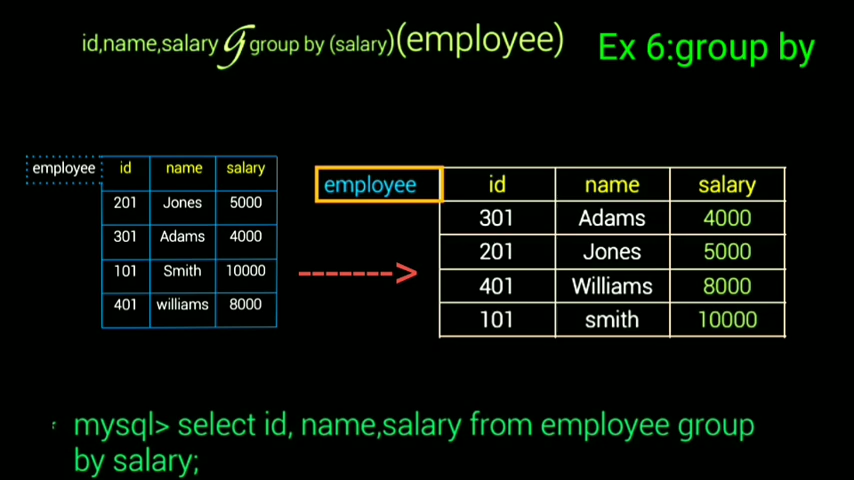 id,name,salary G group by (salary)(employee)
Ex 6:group by
employee id name salary
201 Jones 5000
301 Adams 4000
101 Smith 10000
401 williams 8000
------->
employee id name salary
301 Adams 4000
201 Jones 5000
401 Williams 8000
101 smith 10000
mysql> select id, name,salary from employee group
by salary;